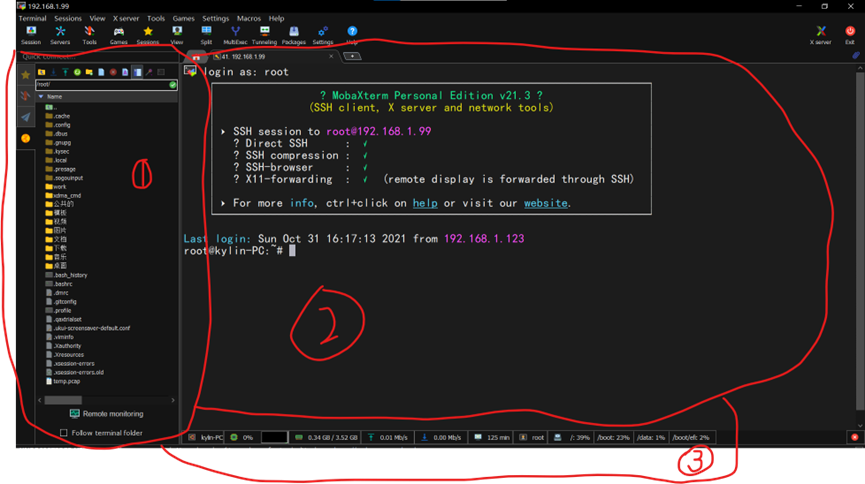 192.168.1.99
Terminal Sessions View X server Tools Games Settings Macros Help
Session Servers Tools Games Sessions View Split MultiExec Tunneling Packages Settings Help X server Exit
Quick connect... 41. 192.168.1.99
/root/
Name
..
.cache
.config
.dbus
.gnupg
.kysec
.local
.presage
.sogouinput
work
xdma_cmd
公共的
模板
视频
图片
文档
下载
音乐
桌面
.bash_history
.bashrc
.dmrc
.gitconfig
.profile
.qaxtrialset
.ukui-screensaver-default.conf
.viminfo
.Xauthority
.Xresources
.xsession-errors
.xsession-errors.old
temp.pcap
Remote monitoring
Follow terminal folder
①
login as: root
? MobaXterm Personal Edition v21.3 ?
(SSH client, X server and network tools)
SSH session to root@192.168.1.99
? Direct SSH : √
? SSH compression : √
? SSH-browser : √
? X11-forwarding : √ (remote display is forwarded through SSH)
For more info, ctrl+click on help or visit our website.
Last login: Sun Oct 31 16:17:13 2021 from 192.168.1.123
root@kylin-PC:~#
②
kylin-PC 0% 0.34 GB / 3.52 GB 0.01 Mb/s 0.00 Mb/s 125 min root /: 39% /boot: 23% /data: 1% /boot/efi: 2%
③